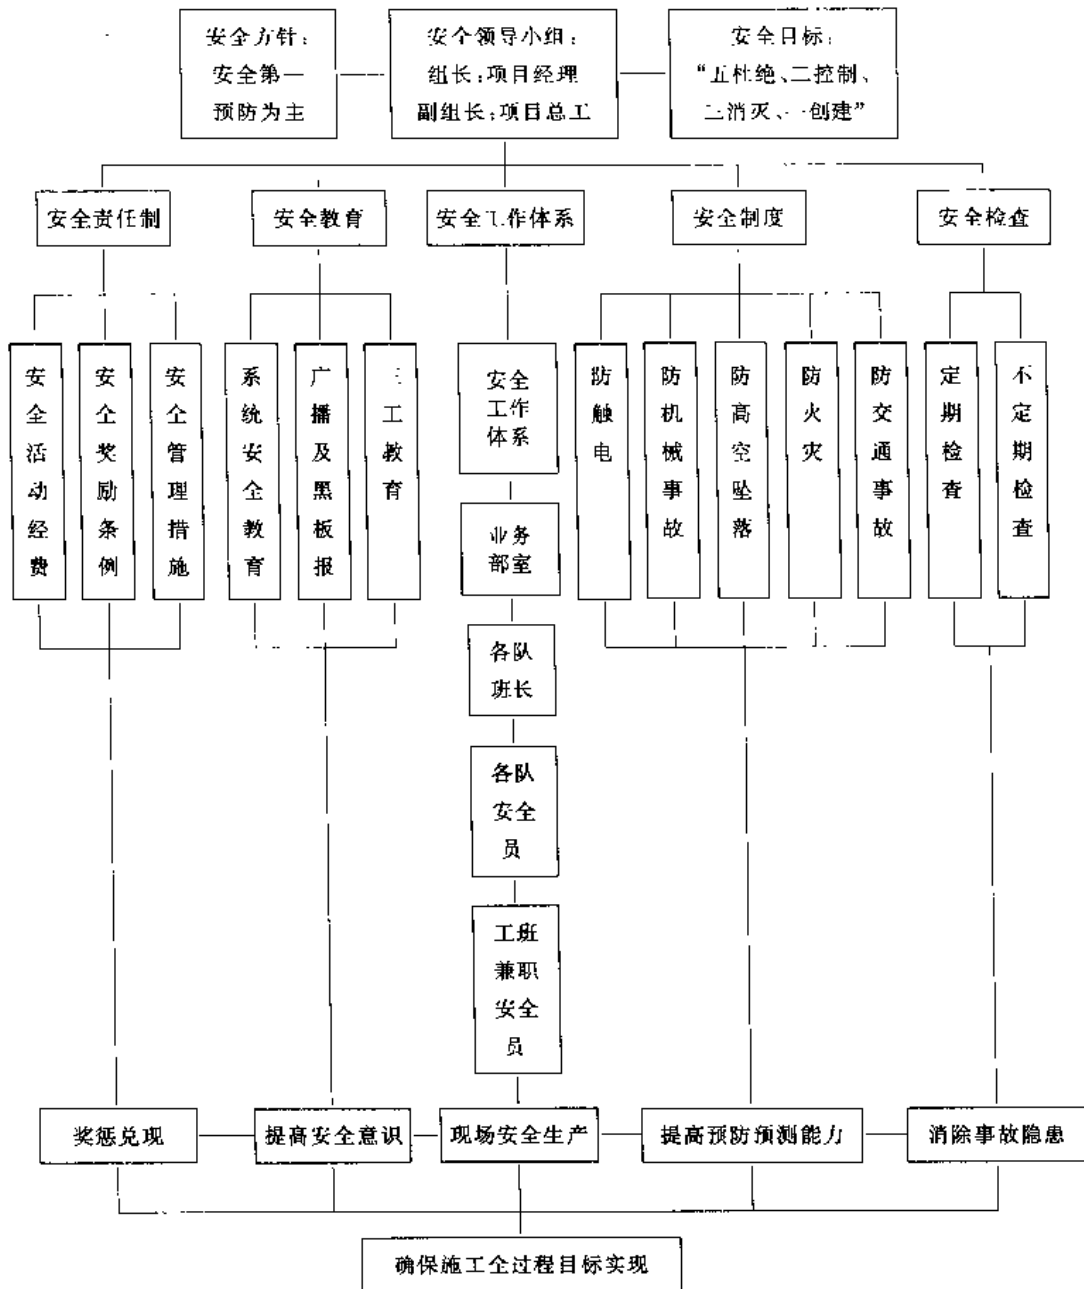 安全方针：
安全第一
预防为主
安全领导小组：
组长：项目经理
副组长：项目总工
安全目标：
“五杜绝、二控制、
三消灭、一创建”
安全责任制
安全教育
安全工作体系
安全制度
安全检查
安全活动经费
安全奖励条例
安全管理措施
系统安全教育
广播及黑板报
三工教育
安全
工作
体系
防触电
防机械事故
防高空坠落
防火灾
防交通事故
定期检查
不定期检查
业务
部室
各队
班长
各队
安全
员
工班
兼职
安全
员
奖惩兑现
提高安全意识
现场安全生产
提高预防预测能力
消除事故隐患
确保施工全过程目标实现